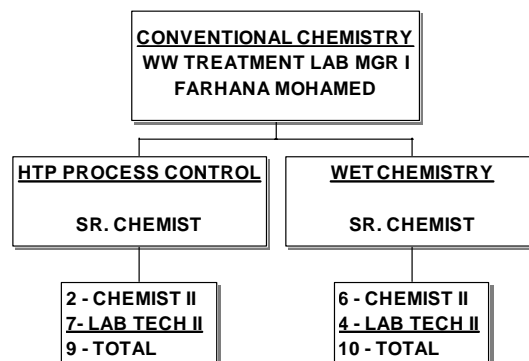 CONVENTIONAL CHEMISTRY
WW TREATMENT LAB MGR I
FARHANA MOHAMED
HTP PROCESS CONTROL
SR. CHEMIST
WET CHEMISTRY
SR. CHEMIST
2 - CHEMIST II
7- LAB TECH II
9 - TOTAL
6 - CHEMIST II
4 - LAB TECH II
10 - TOTAL